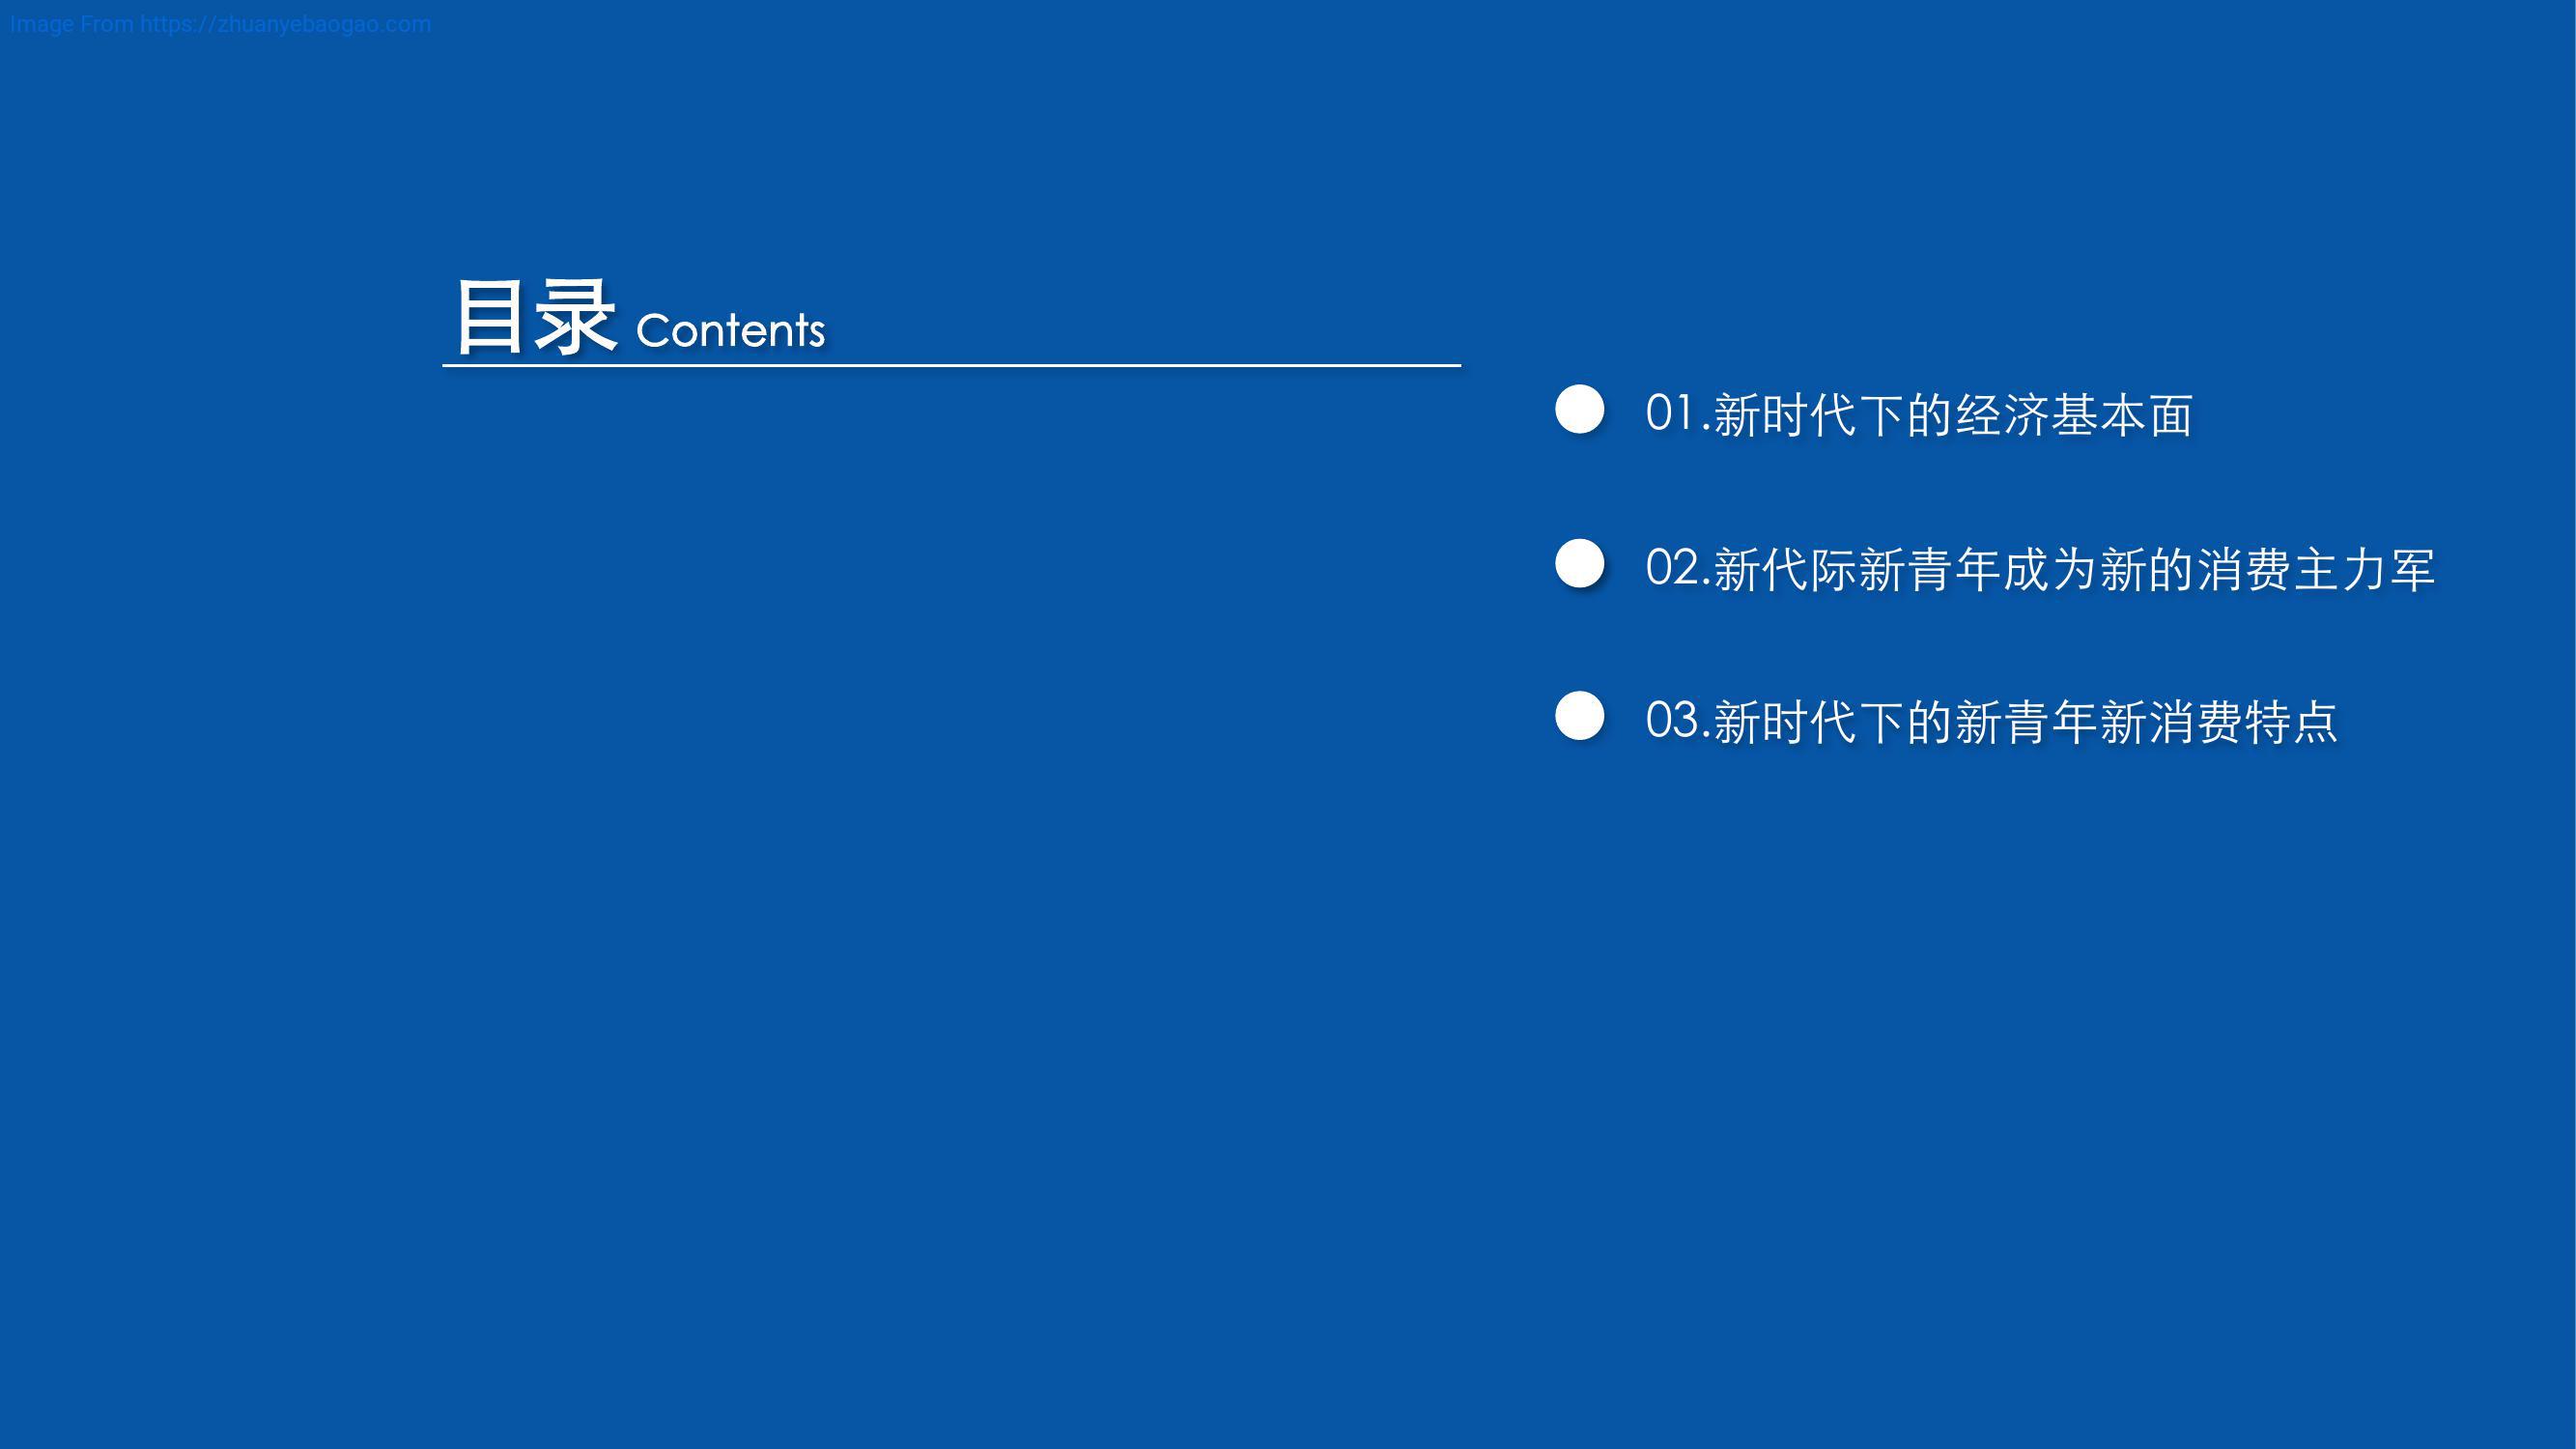 Image From https://zhuanyebaogao.com
目录 Contents
01.新时代下的经济基本面
02.新代际新青年成为新的消费主力军
03.新时代下的新青年新消费特点